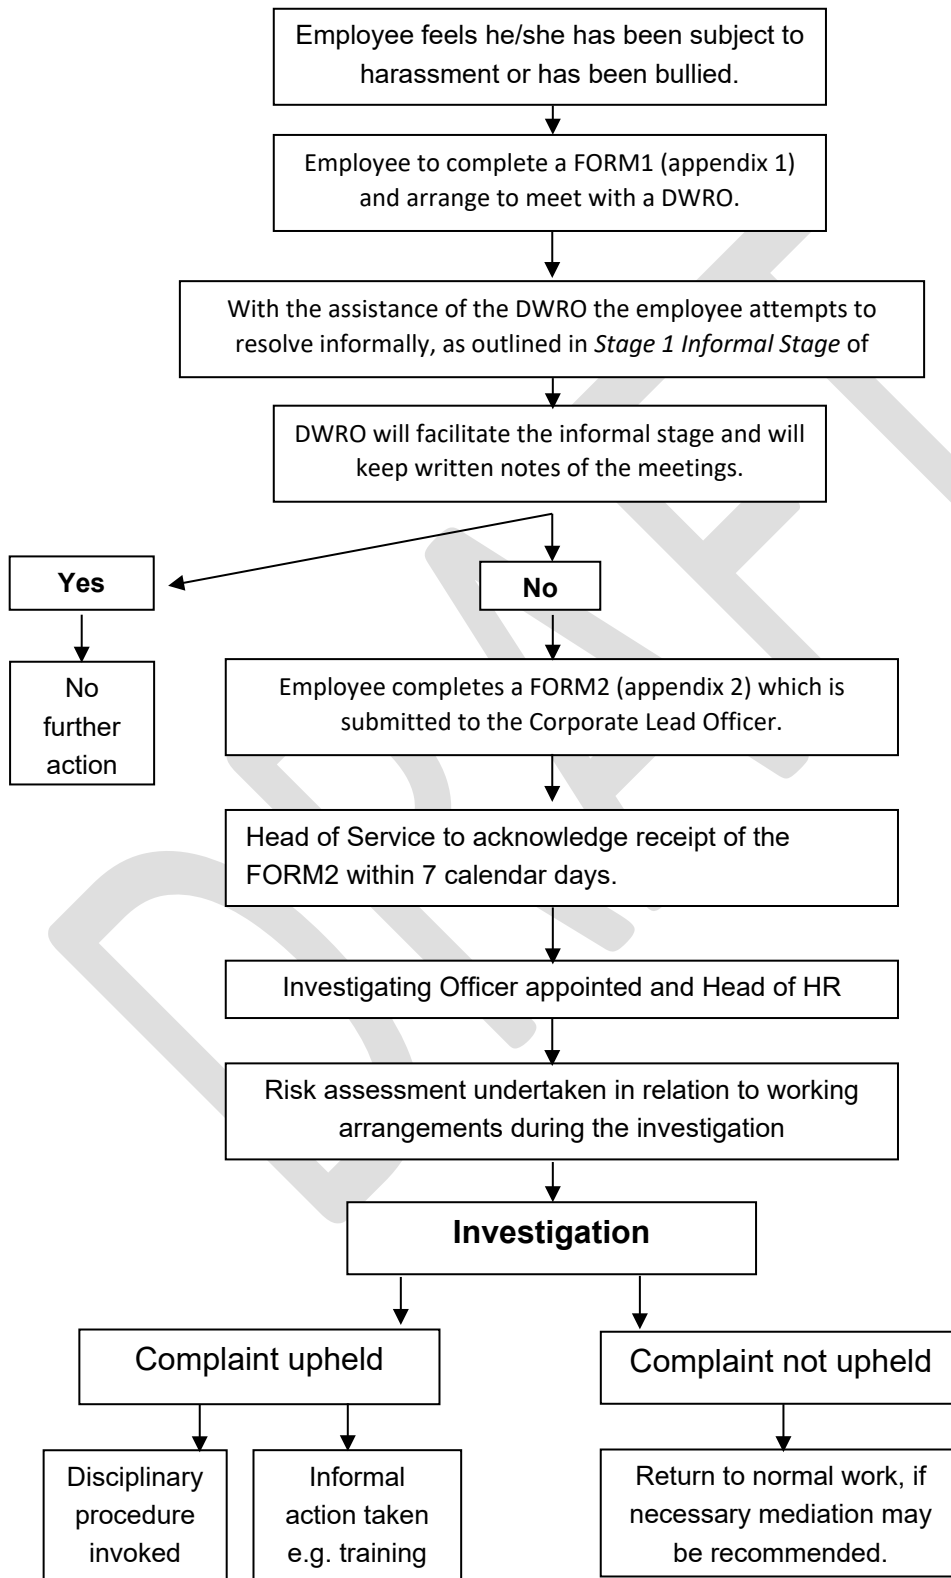 Employee feels he/she has been subject to
harassment or has been bullied.
Employee to complete a FORM1 (appendix 1)
and arrange to meet with a DWRO.
With the assistance of the DWRO the employee attempts to
resolve informally, as outlined in Stage 1 Informal Stage of
DWRO will facilitate the informal stage and will
keep written notes of the meetings.
Yes
No
No
further
action
Employee completes a FORM2 (appendix 2) which is
submitted to the Corporate Lead Officer.
Head of Service to acknowledge receipt of the
FORM2 within 7 calendar days.
Investigating Officer appointed and Head of HR
Risk assessment undertaken in relation to working
arrangements during the investigation
Investigation
Complaint upheld
Complaint not upheld
Disciplinary
procedure
invoked
Informal
action taken
e.g. training
Return to normal work, if
necessary mediation may
be recommended.
DRAFT